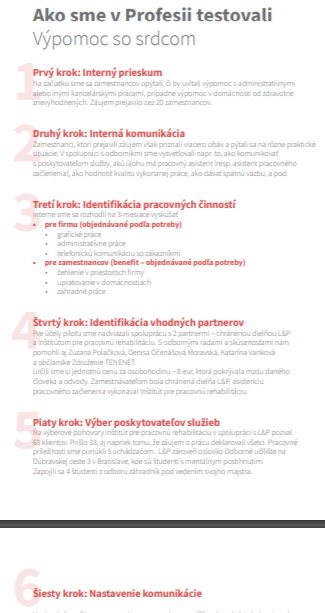 Ako sme v Profesii testovali
Výpomoc so srdcom
1
Prvý krok: Interný prieskum
Na začiatku sme sa zamestnancov opýtali, či by uvítali výpomoc s administratívnymi
alebo inými kancelárskymi prácami, prípadne výpomoc v domácnosti od zdravotne
znevýhodnených. Záujem prejavilo cez 20 zamestnancov.
2
Druhý krok: Interná komunikácia
Zamestnanci, ktorí prejavili záujem však priznali viacero obáv a pýtali sa na rôzne praktické
situácie. V spolupráci s odborníkmi sme vysvetľovali napr. to, ako komunikovať
s poskytovateľom služby, akú úlohu má pracovný asistent (resp. asistent pracovného
začlenenia), ako hodnotiť kvalitu vykonanej práce, ako dávať spätnú väzbu, a pod.
3
Tretí krok: Identifikácia pracovných činností
Interne sme sa rozhodli na 3-mesiace vyskúšať
• pre firmu (objednávané podľa potreby)
• grafické práce
• administratívne práce
• telefonickú komunikáciu so zákazníkmi
• pre zamestnancov (benefit – objednávané podľa potreby)
• žehlenie v priestoroch firmy
• upratovanie v domácnostiach
• záhradné práce
4
Štvrtý krok: Identifikácia vhodných partnerov
Pre účely pilotu sme nadviazali spoluprácu s 2 partnermi – chránenou dielňou L&P
a Inštitútom pre pracovnú rehabilitáciu. S odbornými radami a skúsenosťami nám
pomohli aj Zuzana Polačková, Denisa Očenášová Moravská, Katarína Vanková
a občianske Združenie TENENET.
Určili sme si jednotnú cenu za osobohodinu – 8 eur, ktorá pokrývala mzdu daného
človeka a odvody. Zamestnávateľom bola chránená dielňa L&P, asistenciu
pracovného začlenenia vykonával Inštitút pre pracovnú rehabilitáciu.
5
Piaty krok: Výber poskytovateľov služieb
Na výberové pohovory Inštitút pre pracovnú rehabilitáciu v spolupráci s L&P pozval
63 klientov. Prišlo 33, aj napriek tomu, že záujem o prácu deklarovali všetci. Pracovné
príležitosti sme ponúkli 5 uchádzačom. L&P zároveň oslovilo Odborné učilište na
Dúbravskej ceste 3 v Bratislave, kde sú študenti s mentálnym postihnutím.
Zapojili sa 4 študenti z odboru záhradník pod vedením svojho majstra.
6
Šiesty krok: Nastavenie komunikácie